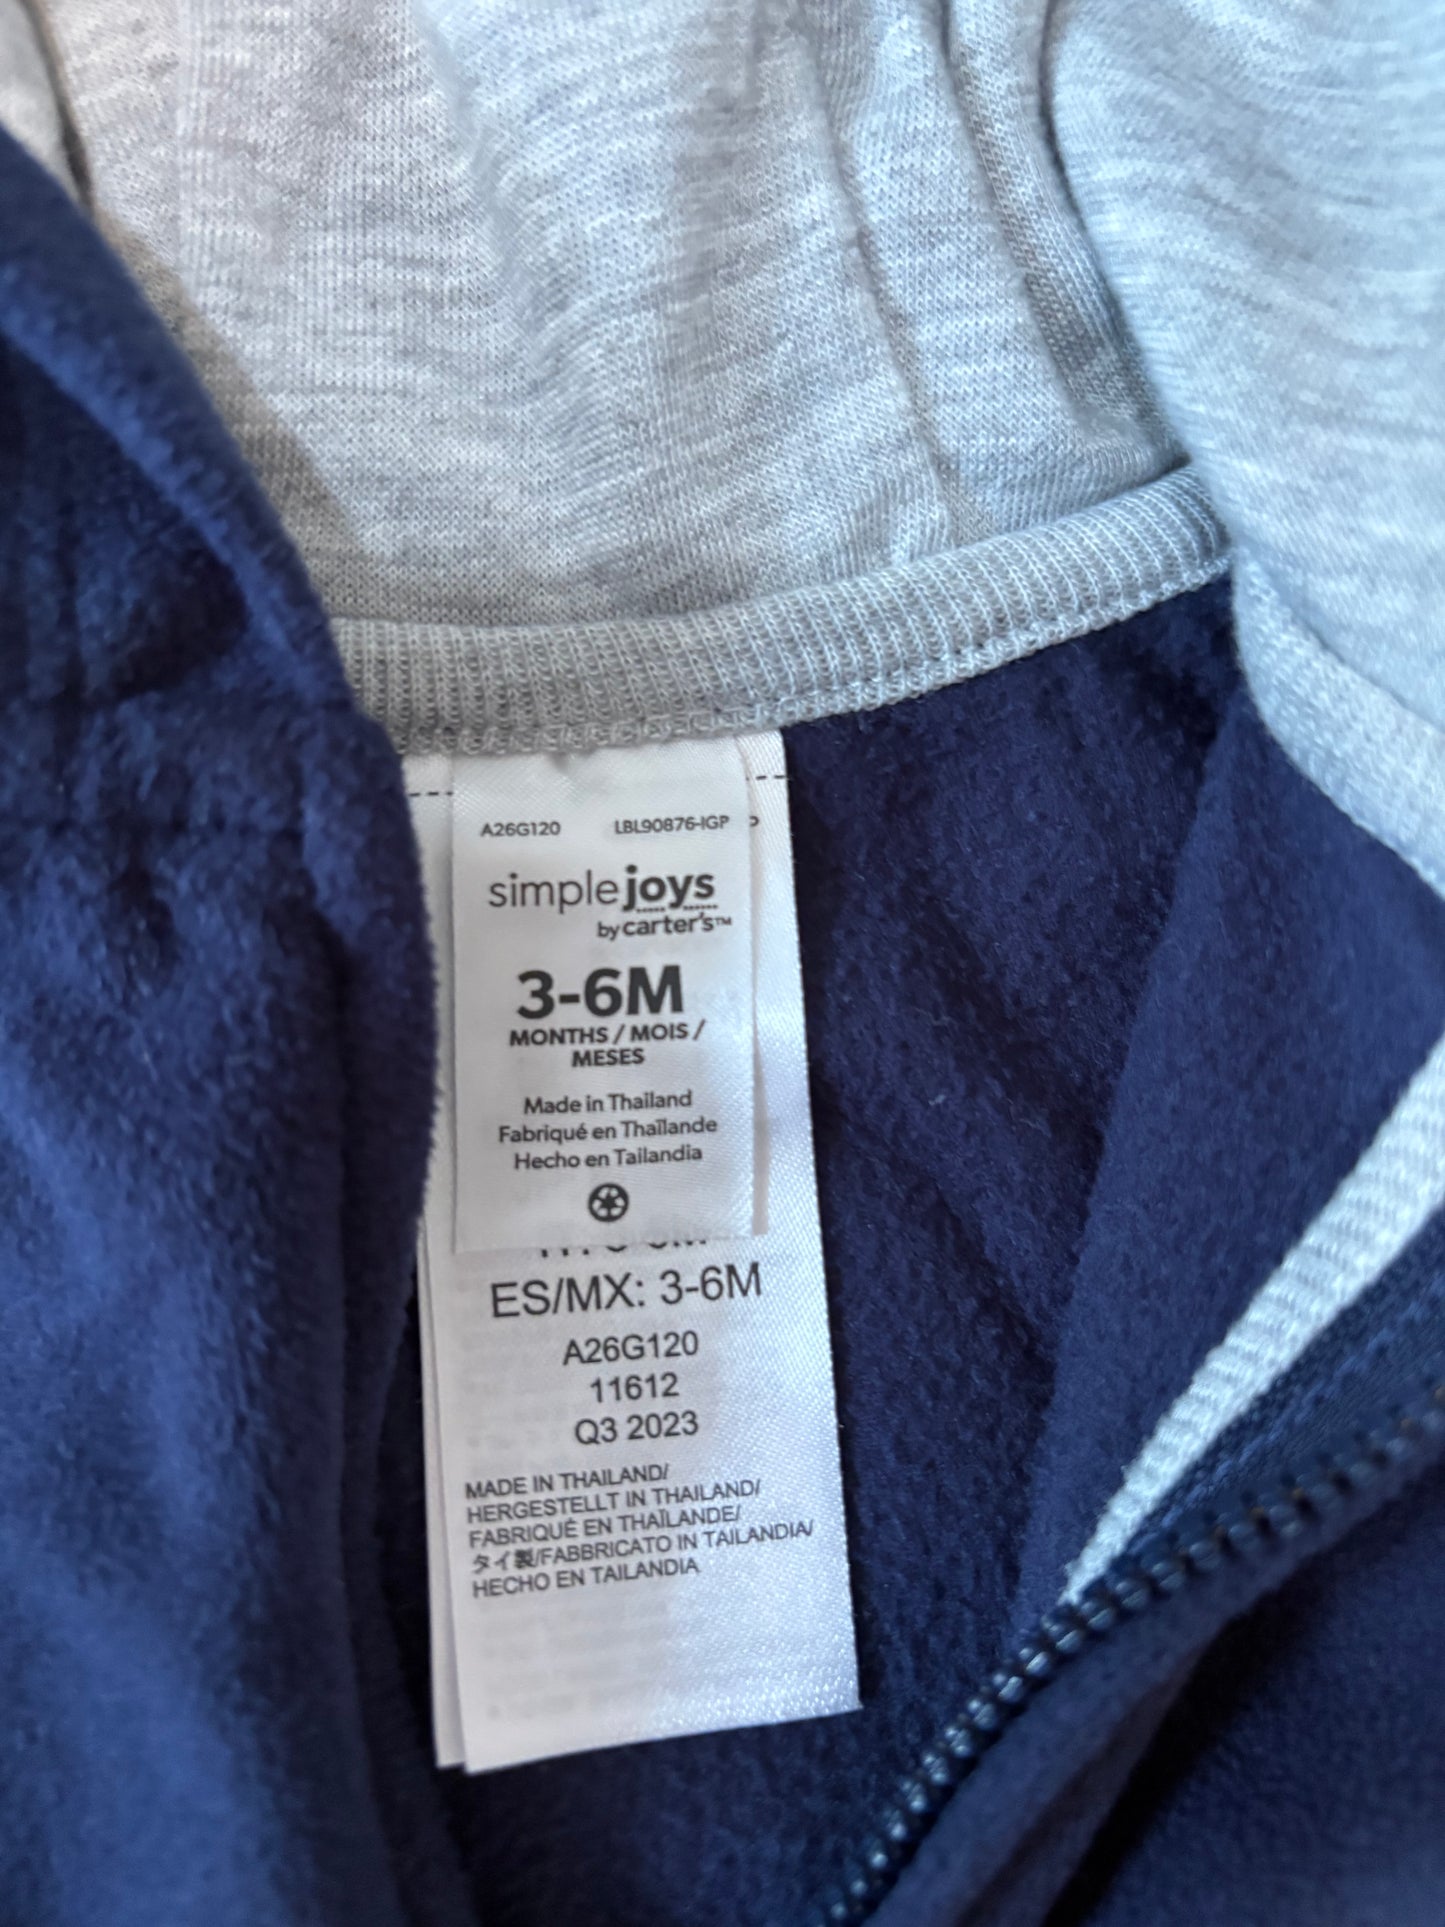 A26G120 LBL90876-IGP
simple joys
by carter's™
3-6M
MONTHS / MOIS /
MESES
Made in Thailand
Fabriqué en Thaïlande
Hecho en Tailandia
ES/MX: 3-6M
A26G120
11612
Q3 2023
MADE IN THAILAND/
HERGESTELLT IN THAILAND/
FABRIQUÉ EN THAÏLANDE/
タイ製/FABBRICATO IN TAILANDIA/
HECHO EN TAILANDIA